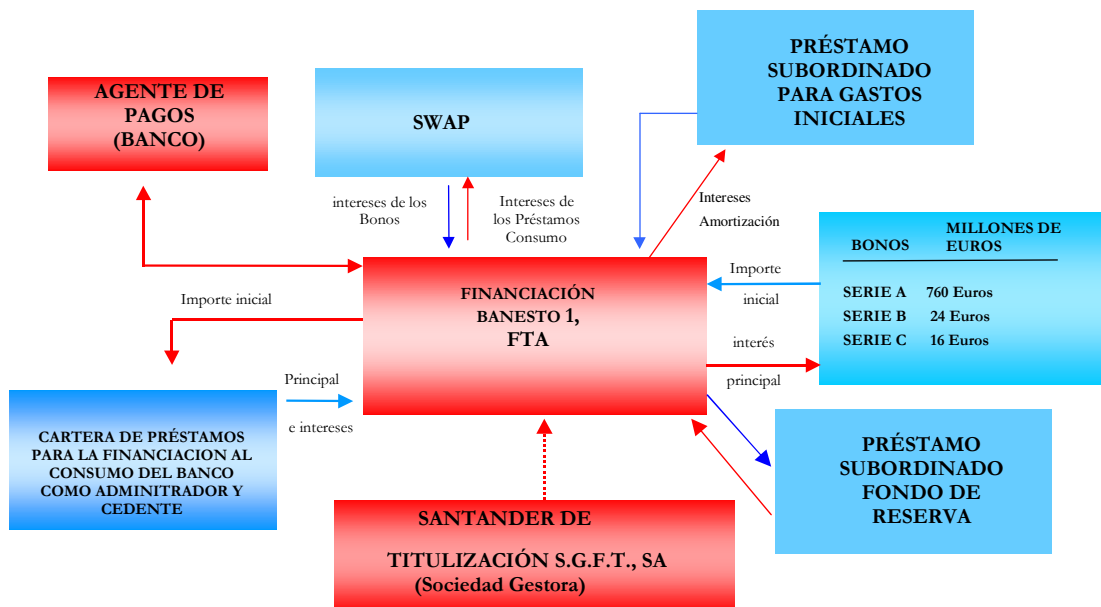 AGENTE DE
PAGOS
(BANCO)
SWAP
PRÉSTAMO
SUBORDINADO
PARA GASTOS
INICIALES
intereses de los
Bonos
Intereses de
los Préstamos
Consumo
Intereses
Amortización
BONOS MILLONES DE
EUROS
SERIE A 760 Euros
SERIE B 24 Euros
SERIE C 16 Euros
Importe
inicial
interés
principal
Importe inicial
FINANCIACIÓN
BANESTO 1,
FTA
Principal
e intereses
CARTERA DE PRÉSTAMOS
PARA LA FINANCIACION AL
CONSUMO DEL BANCO
COMO ADMINITRADOR Y
CEDENTE
PRÉSTAMO
SUBORDINADO
FONDO DE
RESERVA
SANTANDER DE
TITULIZACIÓN S.G.F.T., SA
(Sociedad Gestora)